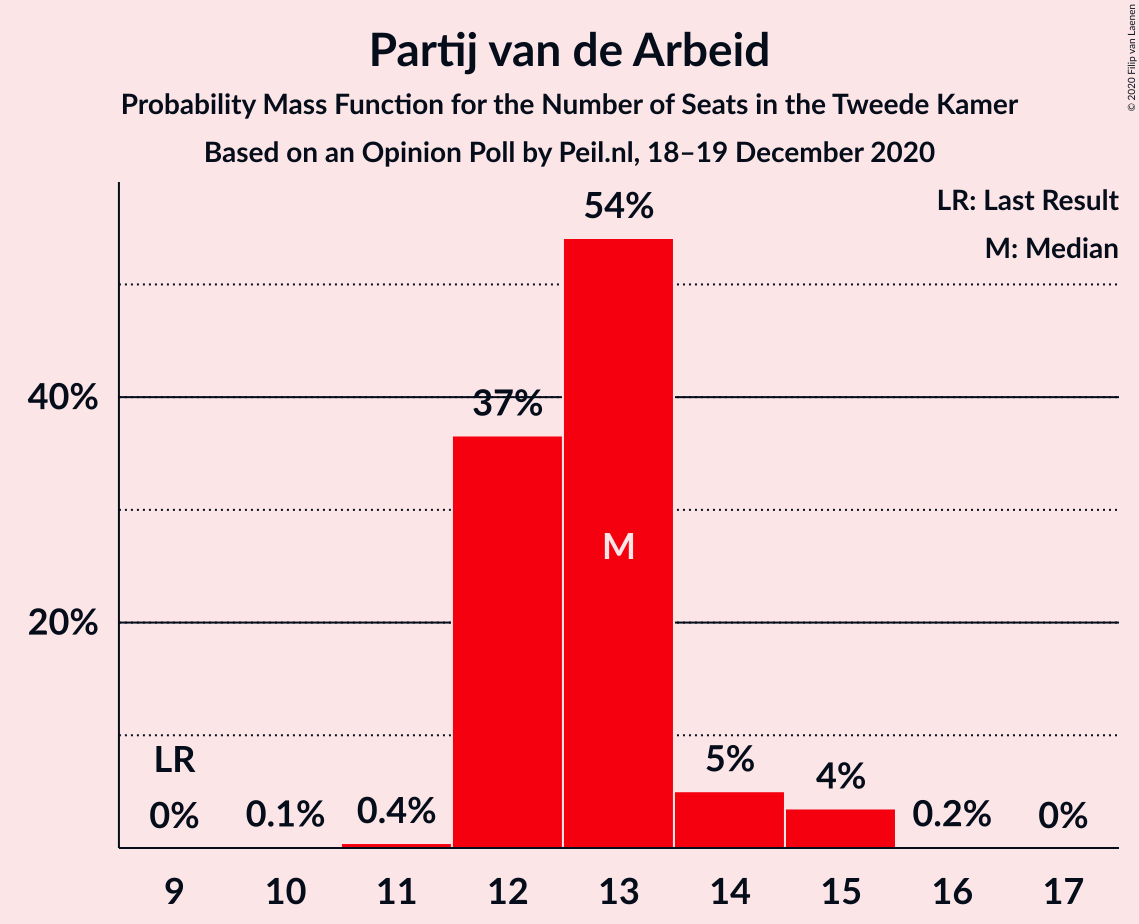 Partij van de Arbeid
Probability Mass Function for the Number of Seats in the Tweede Kamer
Based on an Opinion Poll by Peil.nl, 18–19 December 2020
© 2020 Filip van Laenen
LR: Last Result
M: Median
54%
40%
37%
M
20%
LR
0%
0.1%
0.4%
5%
4%
0.2%
0%
9 10 11 12 13 14 15 16 17